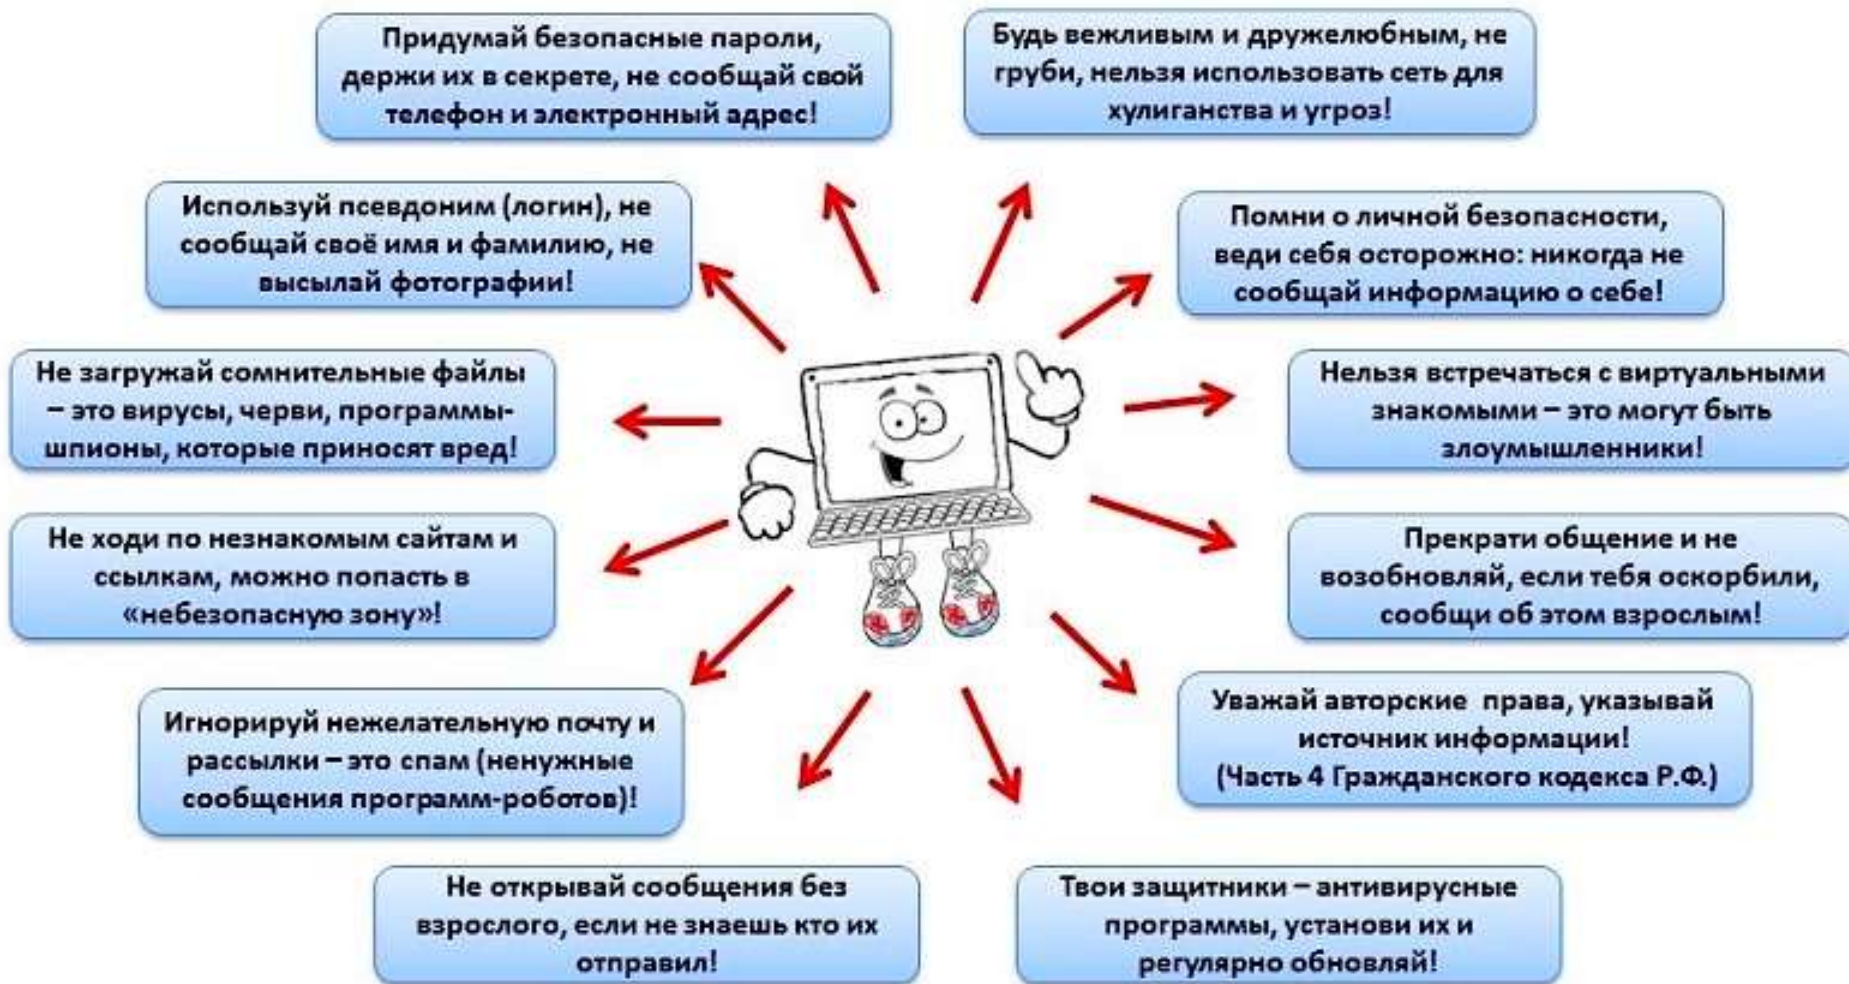 Придумай безопасные пароли,
держи их в секрете, не сообщай свой
телефон и электронный адрес!
Будь вежливым и дружелюбным, не
груби, нельзя использовать сеть для
хулиганства и угроз!
Используй псевдоним (логин), не
сообщай своё имя и фамилию, не
высылай фотографии!
Помни о личной безопасности,
веди себя осторожно: никогда не
сообщай информацию о себе!
Не загружай сомнительные файлы
– это вирусы, черви, программы-
шпионы, которые приносят вред!
Нельзя встречаться с виртуальными
знакомыми – это могут быть
злоумышленники!
Не ходи по незнакомым сайтам и
ссылкам, можно попасть в
«небезопасную зону»!
Прекрати общение и не
возобновляй, если тебя оскорбили,
сообщи об этом взрослым!
Игнорируй нежелательную почту и
рассылки – это спам (ненужные
сообщения программ-роботов)!
Уважай авторские права, указывай
источник информации!
(Часть 4 Гражданского кодекса Р.Ф.)
Не открывай сообщения без
взрослого, если не знаешь кто их
отправил!
Твои защитники – антивирусные
программы, установи их и
регулярно обновляй!